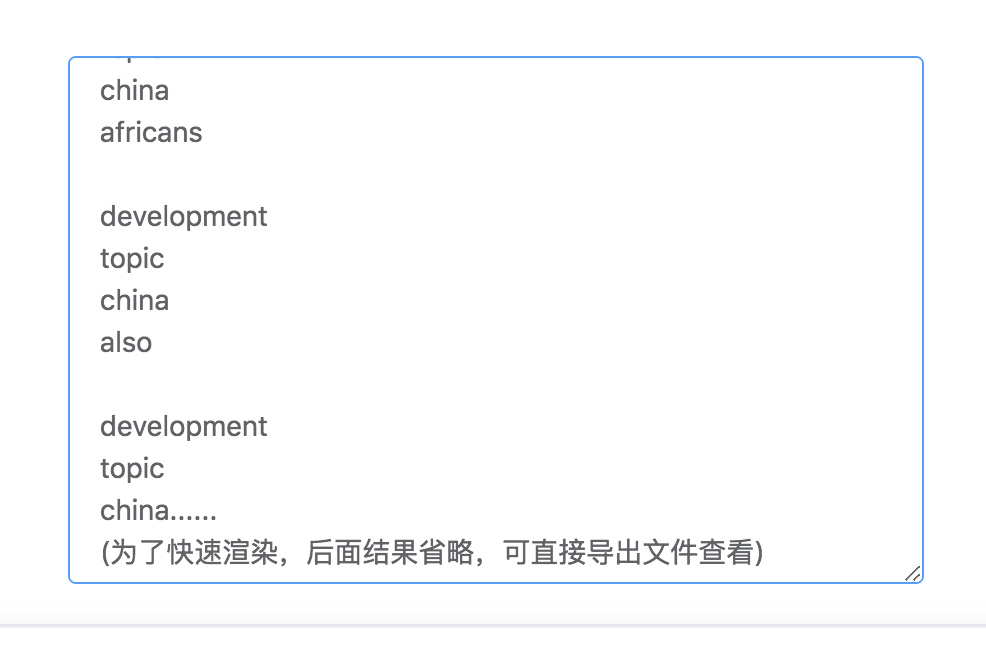 china
africans
development
topic
china
also
development
topic
china......
(为了快速渲染，后面结果省略，可直接导出文件查看)